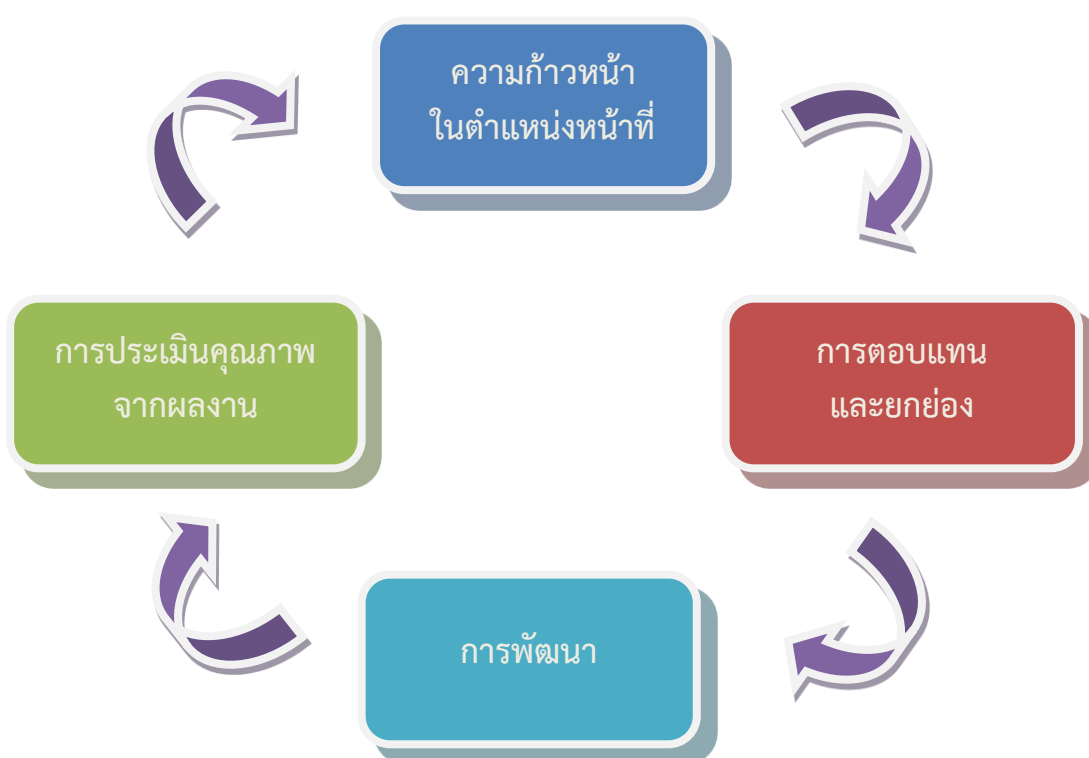 ความก้าวหน้า
ในตำแหน่งหน้าที่
การประเมินคุณภาพ
จากผลงาน
การตอบแทน
และยกย่อง
การพัฒนา